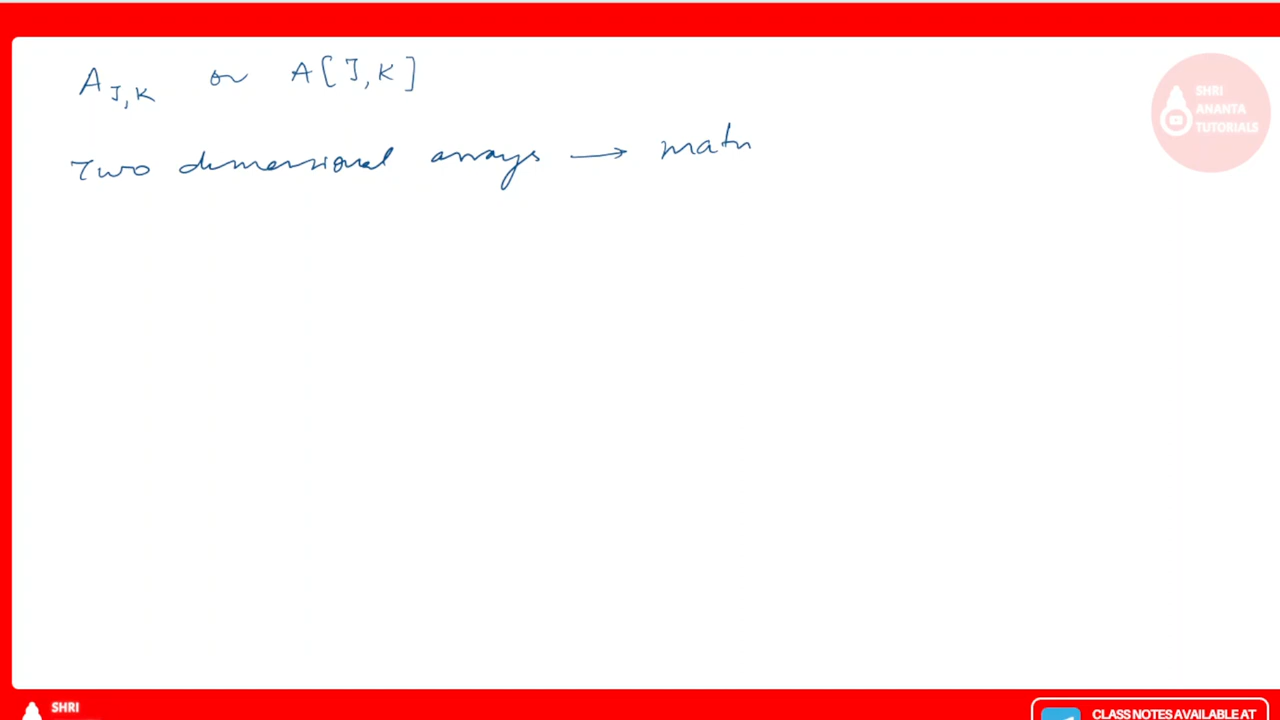 A J,K or A[J,K]
Two dimensional arrays → matr
SHRI
ANANTA
TUTORIALS
SHRI
CLASS NOTES AVAILABLE AT